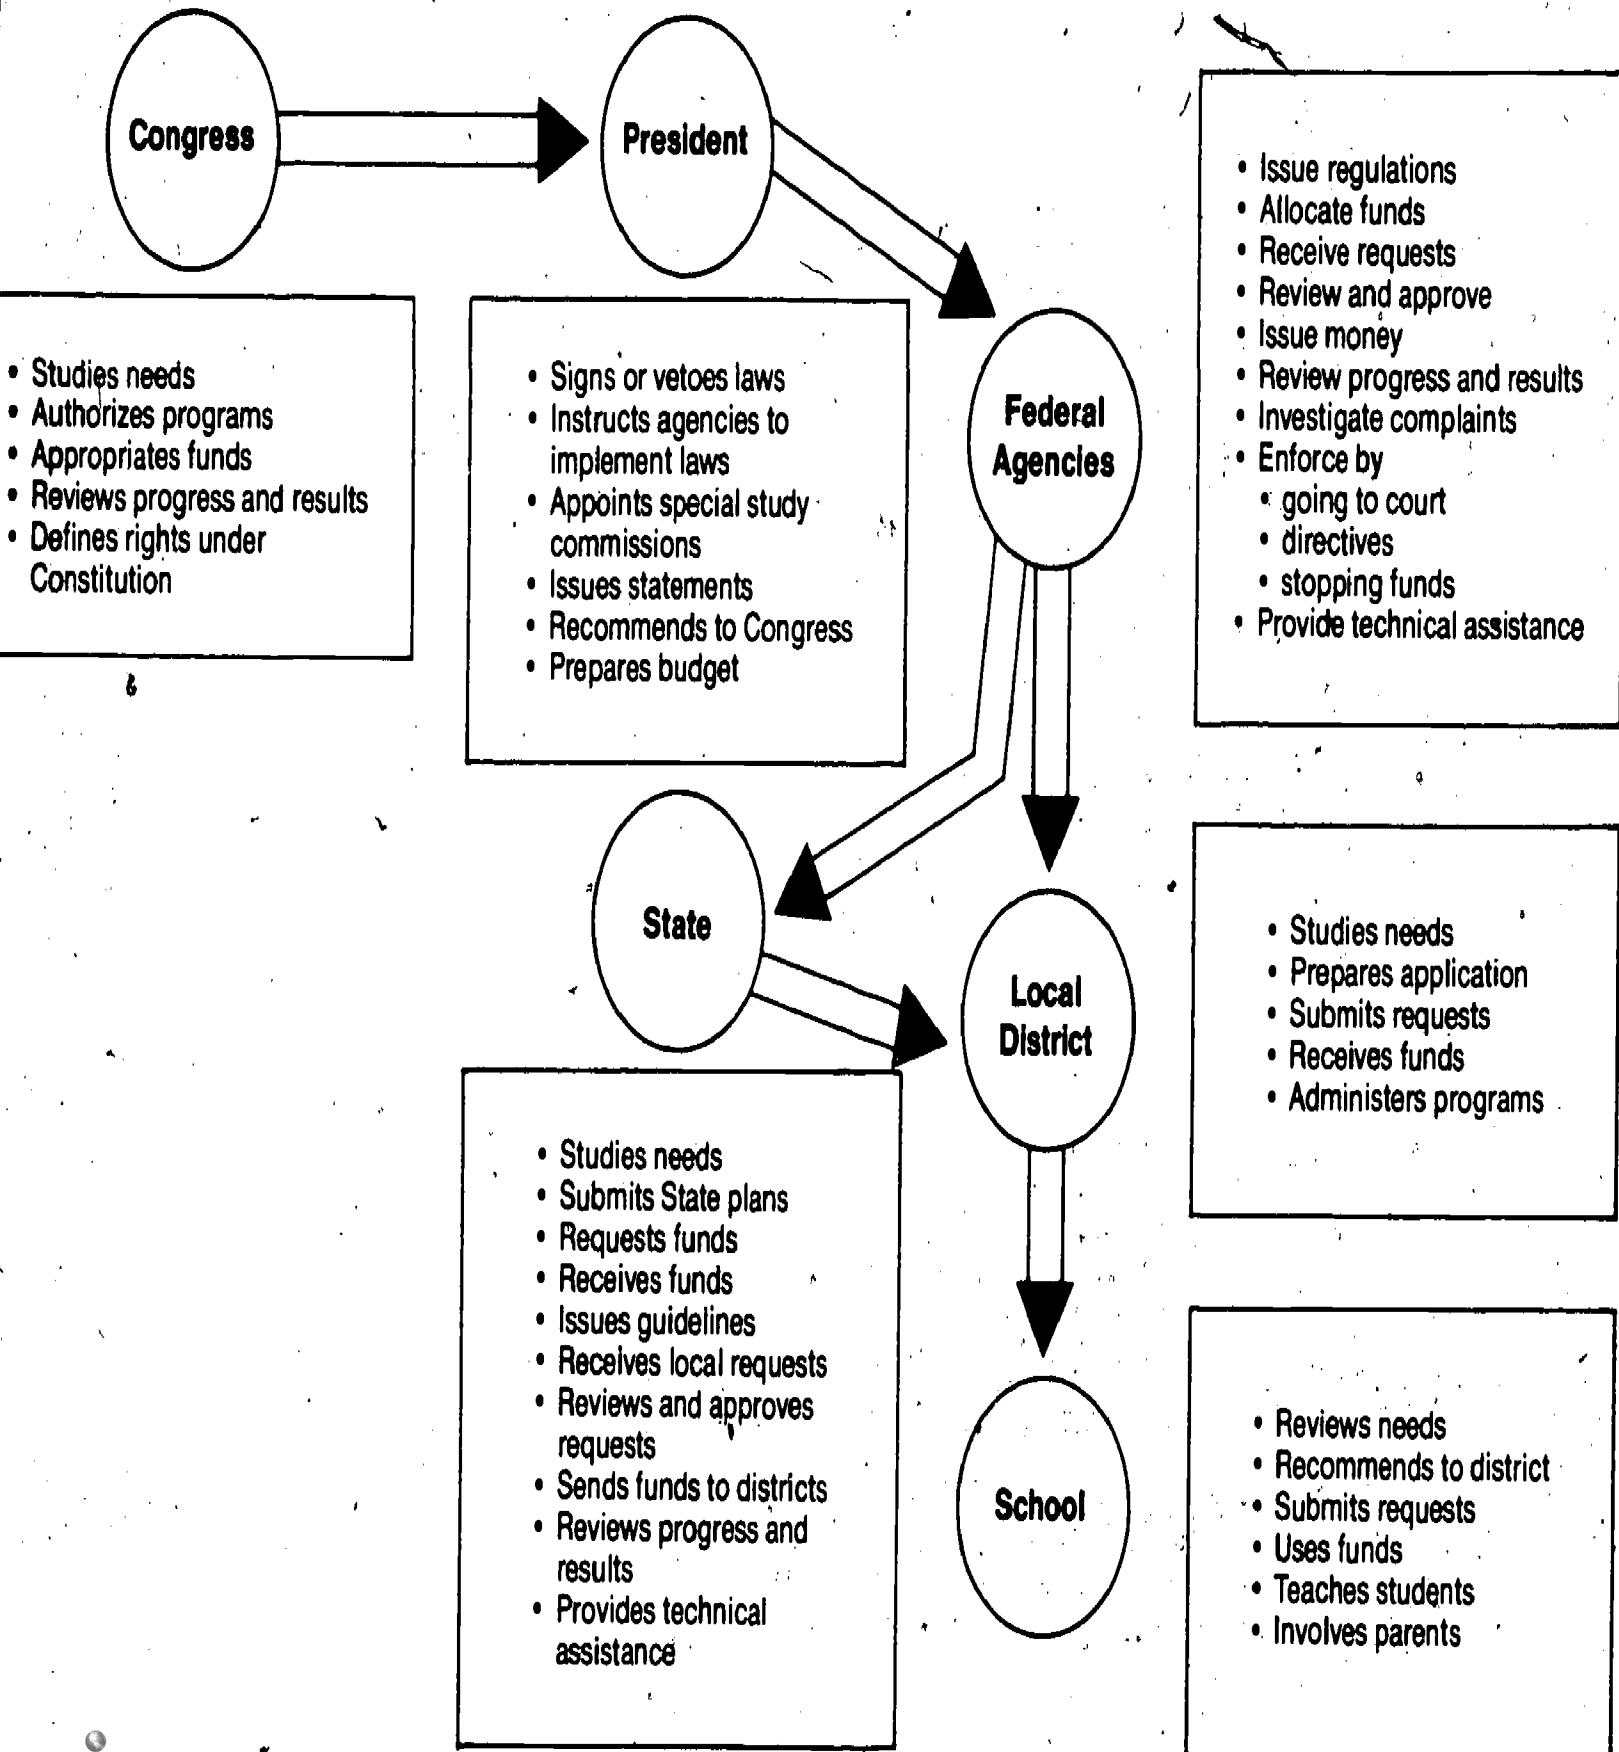 Congress
President
• Issue regulations
• Allocate funds
• Receive requests
• Review and approve
• Issue money
• Review progress and results
• Investigate complaints
• Enforce by
• going to court
• directives
• stopping funds
• Provide technical assistance
• Studies needs
• Authorizes programs
• Appropriates funds
• Reviews progress and results
• Defines rights under
Constitution
• Signs or vetoes laws
• Instructs agencies to
implement laws
• Appoints special study
commissions
• Issues statements
• Recommends to Congress
• Prepares budget
Federal
Agencies
State
Local
District
• Studies needs
• Prepares application
• Submits requests
• Receives funds
• Administers programs
• Studies needs
• Submits State plans
• Requests funds
• Receives funds
• Issues guidelines
• Receives local requests
• Reviews and approves
requests
• Sends funds to districts
• Reviews progress and
results
• Provides technical
assistance
School
• Reviews needs
• Recommends to district
• Submits requests
• Uses funds
• Teaches students
• Involves parents